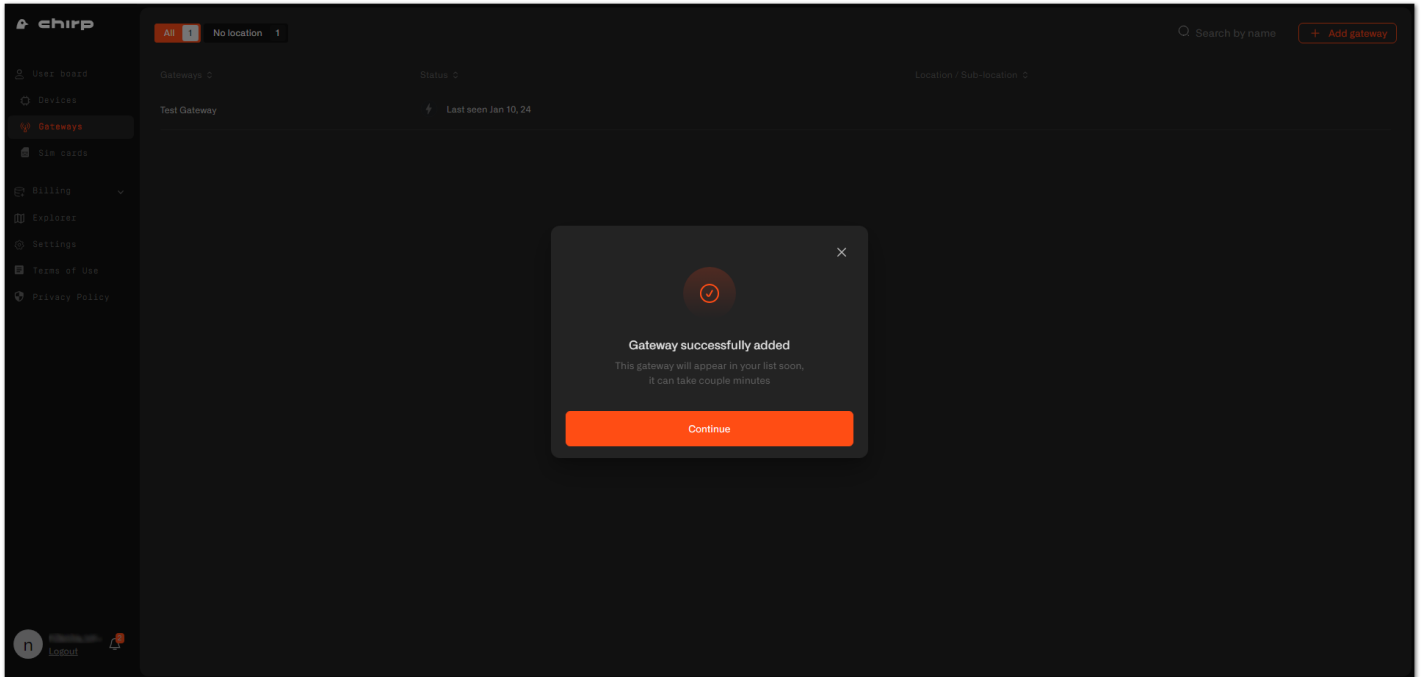 chirp
All 1 No location 1
Search by name
+ Add gateway
User board
Devices
Gateways
Sim cards
Billing
Explorer
Settings
Terms of Use
Privacy Policy
Gateways
Status
Location / Sub-location
Test Gateway
Last seen Jan 10, 24
Gateway successfully added
This gateway will appear in your list soon,
it can take couple minutes
Continue
n
Logout